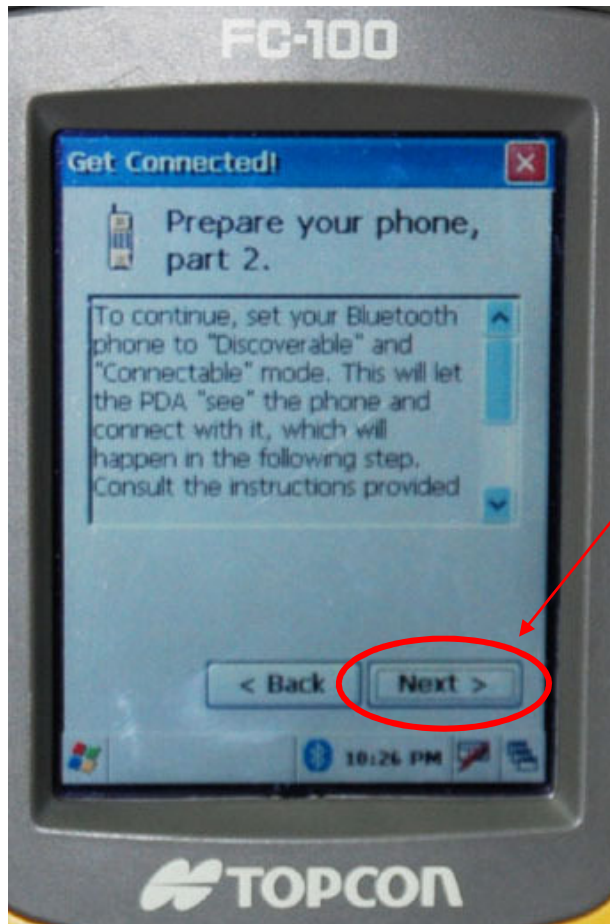 FC-100
Get Connected!
Prepare your phone,
part 2.
To continue, set your Bluetooth
phone to "Discoverable" and
"Connectable" mode. This will let
the PDA "see" the phone and
connect with it, which will
happen in the following step.
Consult the instructions provided
< Back
Next >
10:26 PM
TOPCON